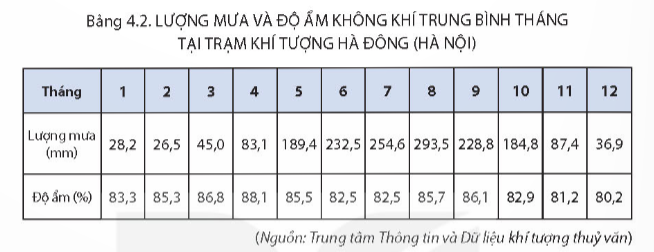 Bảng 4.2. LƯỢNG MƯA VÀ ĐỘ ẨM KHÔNG KHÍ TRUNG BÌNH THÁNG
TẠI TRẠM KHÍ TƯỢNG HÀ ĐÔNG (HÀ NỘI)
Tháng 1 2 3 4 5 6 7 8 9 10 11 12
Lượng mưa
(mm) 28,2 26,5 45,0 83,1 189,4 232,5 254,6 293,5 228,8 184,8 87,4 36,9
Độ ẩm (%) 83,3 85,3 86,8 88,1 85,5 82,5 82,5 85,7 86,1 82,9 81,2 80,2
(Nguồn: Trung tâm Thông tin và Dữ liệu khí tượng thuỷ văn)